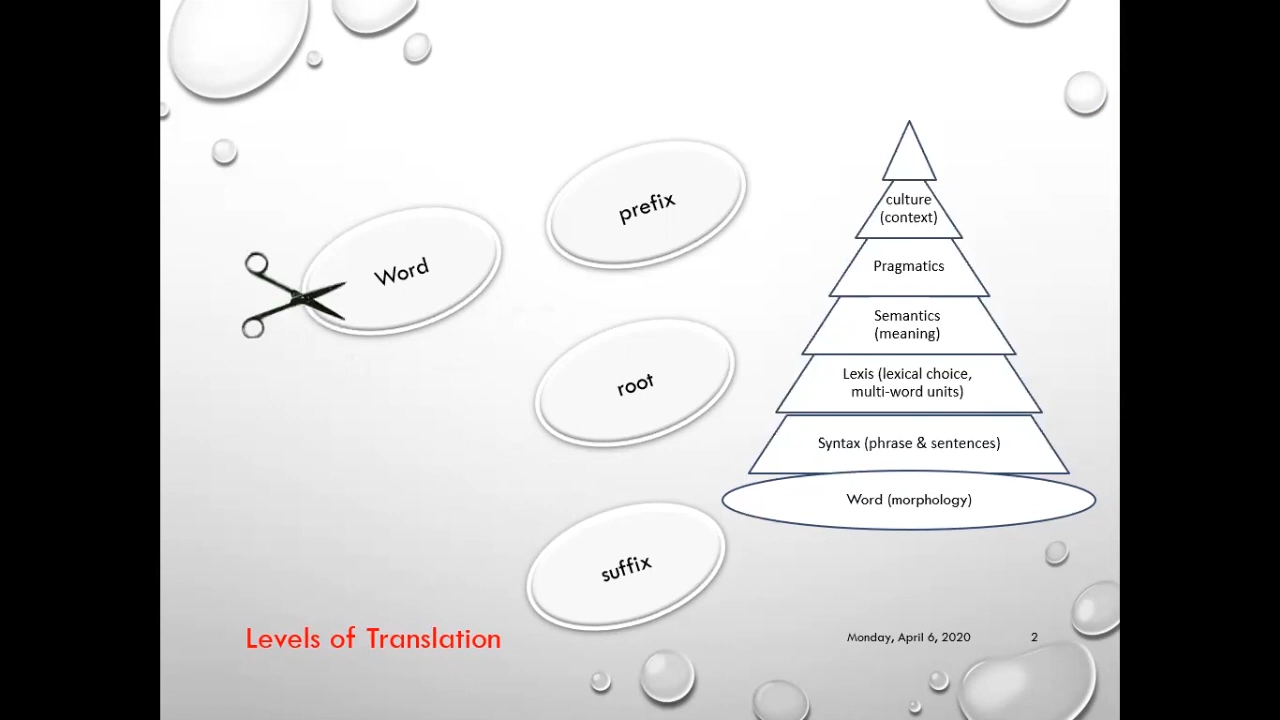 Word
prefix
root
suffix
culture
(context)
Pragmatics
Semantics
(meaning)
Lexis (lexical choice,
multi-word units)
Syntax (phrase & sentences)
Word (morphology)
Levels of Translation
Monday, April 6, 2020
2